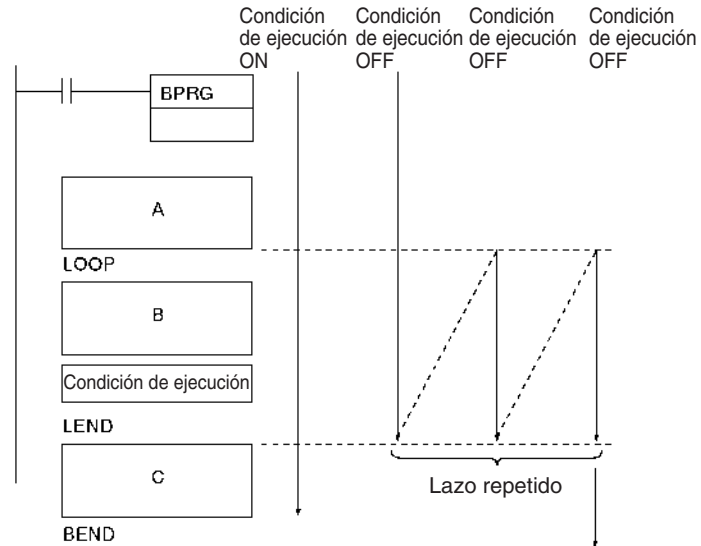 Condición
de ejecución
ON
Condición
de ejecución
OFF
Condición
de ejecución
OFF
Condición
de ejecución
OFF
BPRG
A
LOOP
B
Condición de ejecución
LEND
C
Lazo repetido
BEND